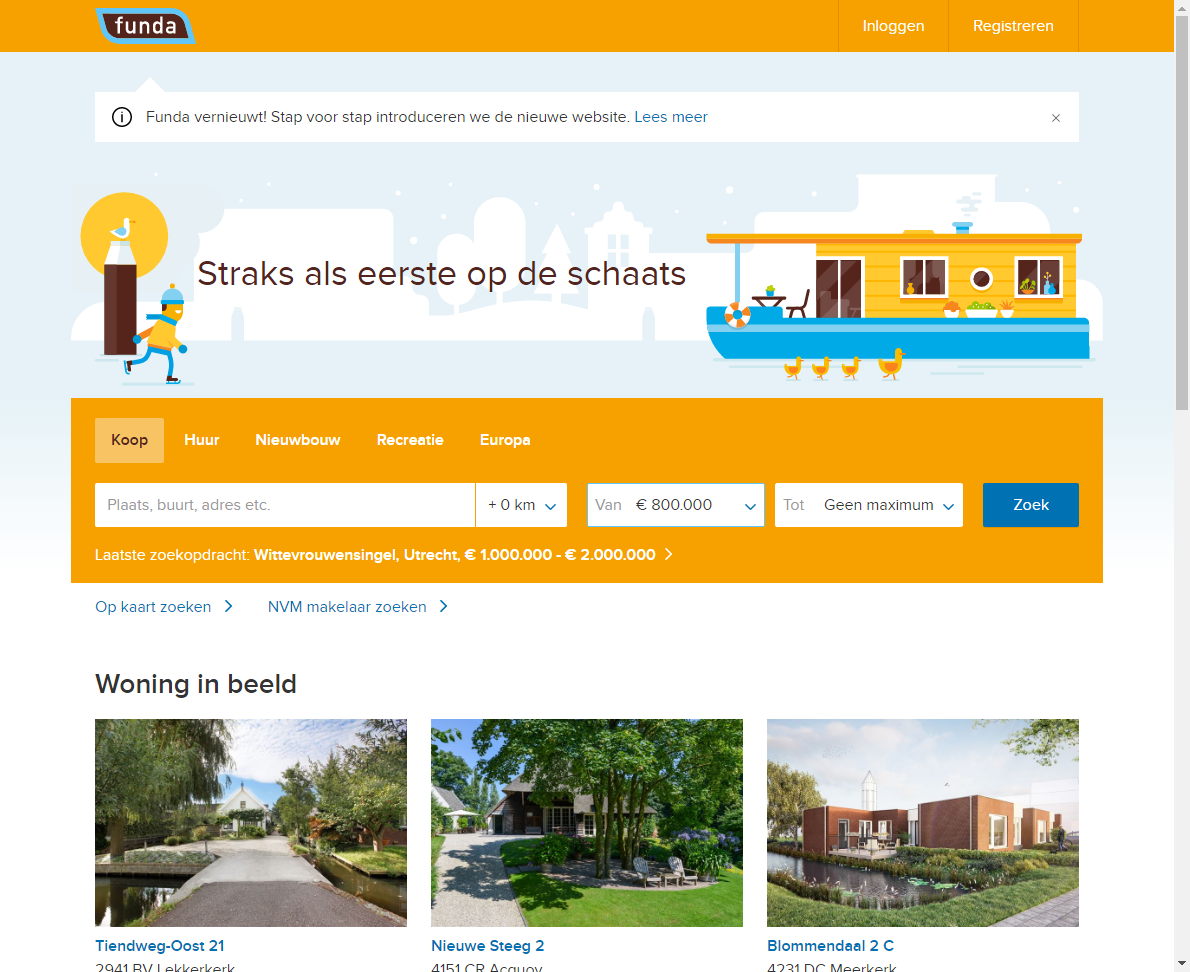 funda
Inloggen
Registreren
Funda vernieuwt! Stap voor stap introduceren we de nieuwe website. Lees meer
Straks als eerste op de schaats
Koop
Huur
Nieuwbouw
Recreatie
Europa
Plaats, buurt, adres etc.
+ 0 km
Van € 800.000
Tot Geen maximum
Zoek
Laatste zoekopdracht: Wittevrouwensingel, Utrecht, € 1.000.000 - € 2.000.000
Op kaart zoeken
NVM makelaar zoeken
Woning in beeld
Tiendweg-Oost 21
2941 BV Lekkerkerk
Nieuwe Steeg 2
4151 CR Acquoy
Blommendaal 2 C
4231 DC Meerkerk